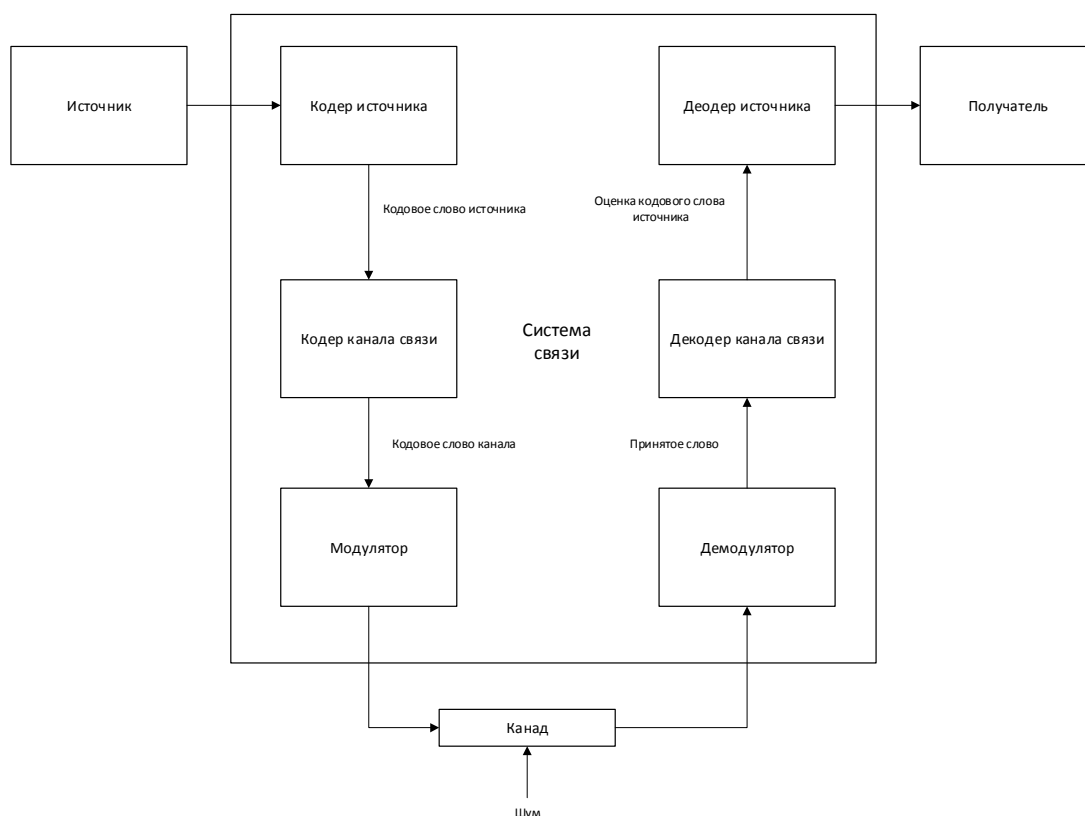 Источник
Кодер источника
Деодер источника
Получатель
Кодовое слово источника
Оценка кодового слова
источника
Кодер канала связи
Система
связи
Декодер канала связи
Кодовое слово канала
Принятое слово
Модулятор
Демодулятор
Канад
Шум